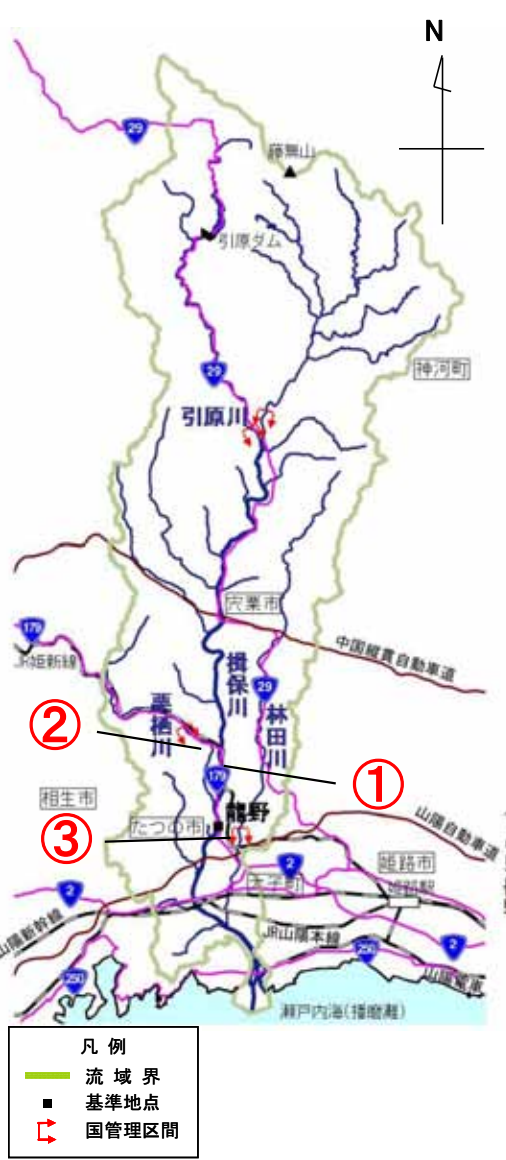 N
29
藤無山
引原ダム
神河町
29
引原川
宍粟市
179
JR姫新線
中国縦貫自動車道
揖保川
29
栗栖川
林田川
②
①
179
相生市
龍野
たつの市
③
山陽自動車道
姫路市
2
太子町
姫路駅
2
山陽新幹線
JR山陽本線
250
2
250
山陽電車
瀬戸内海(播磨灘)
凡 例
流 域 界
基準地点
国管理区間